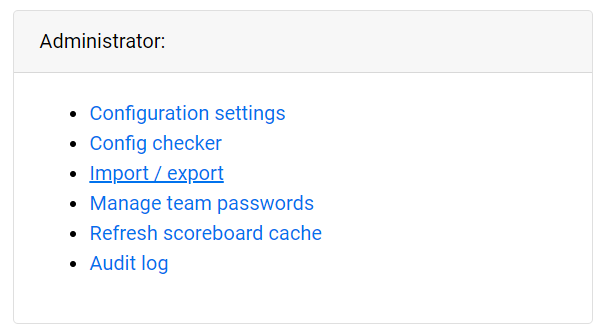 Administrator:
Configuration settings
Config checker
Import / export
Manage team passwords
Refresh scoreboard cache
Audit log